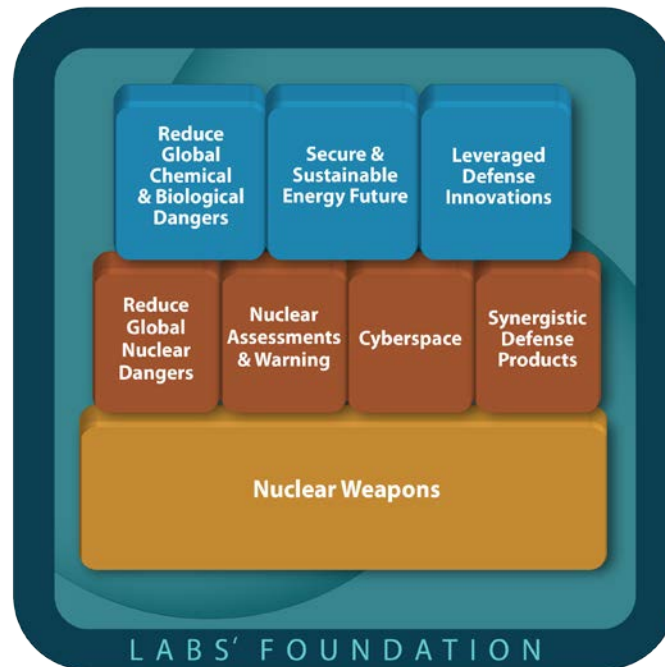 Reduce
Global
Chemical
& Biological
Dangers
Secure &
Sustainable
Energy Future
Leveraged
Defense
Innovations
Reduce
Global
Nuclear
Dangers
Nuclear
Assessments
& Warning
Cyberspace
Synergistic
Defense
Products
Nuclear Weapons
LABS' FOUNDATION